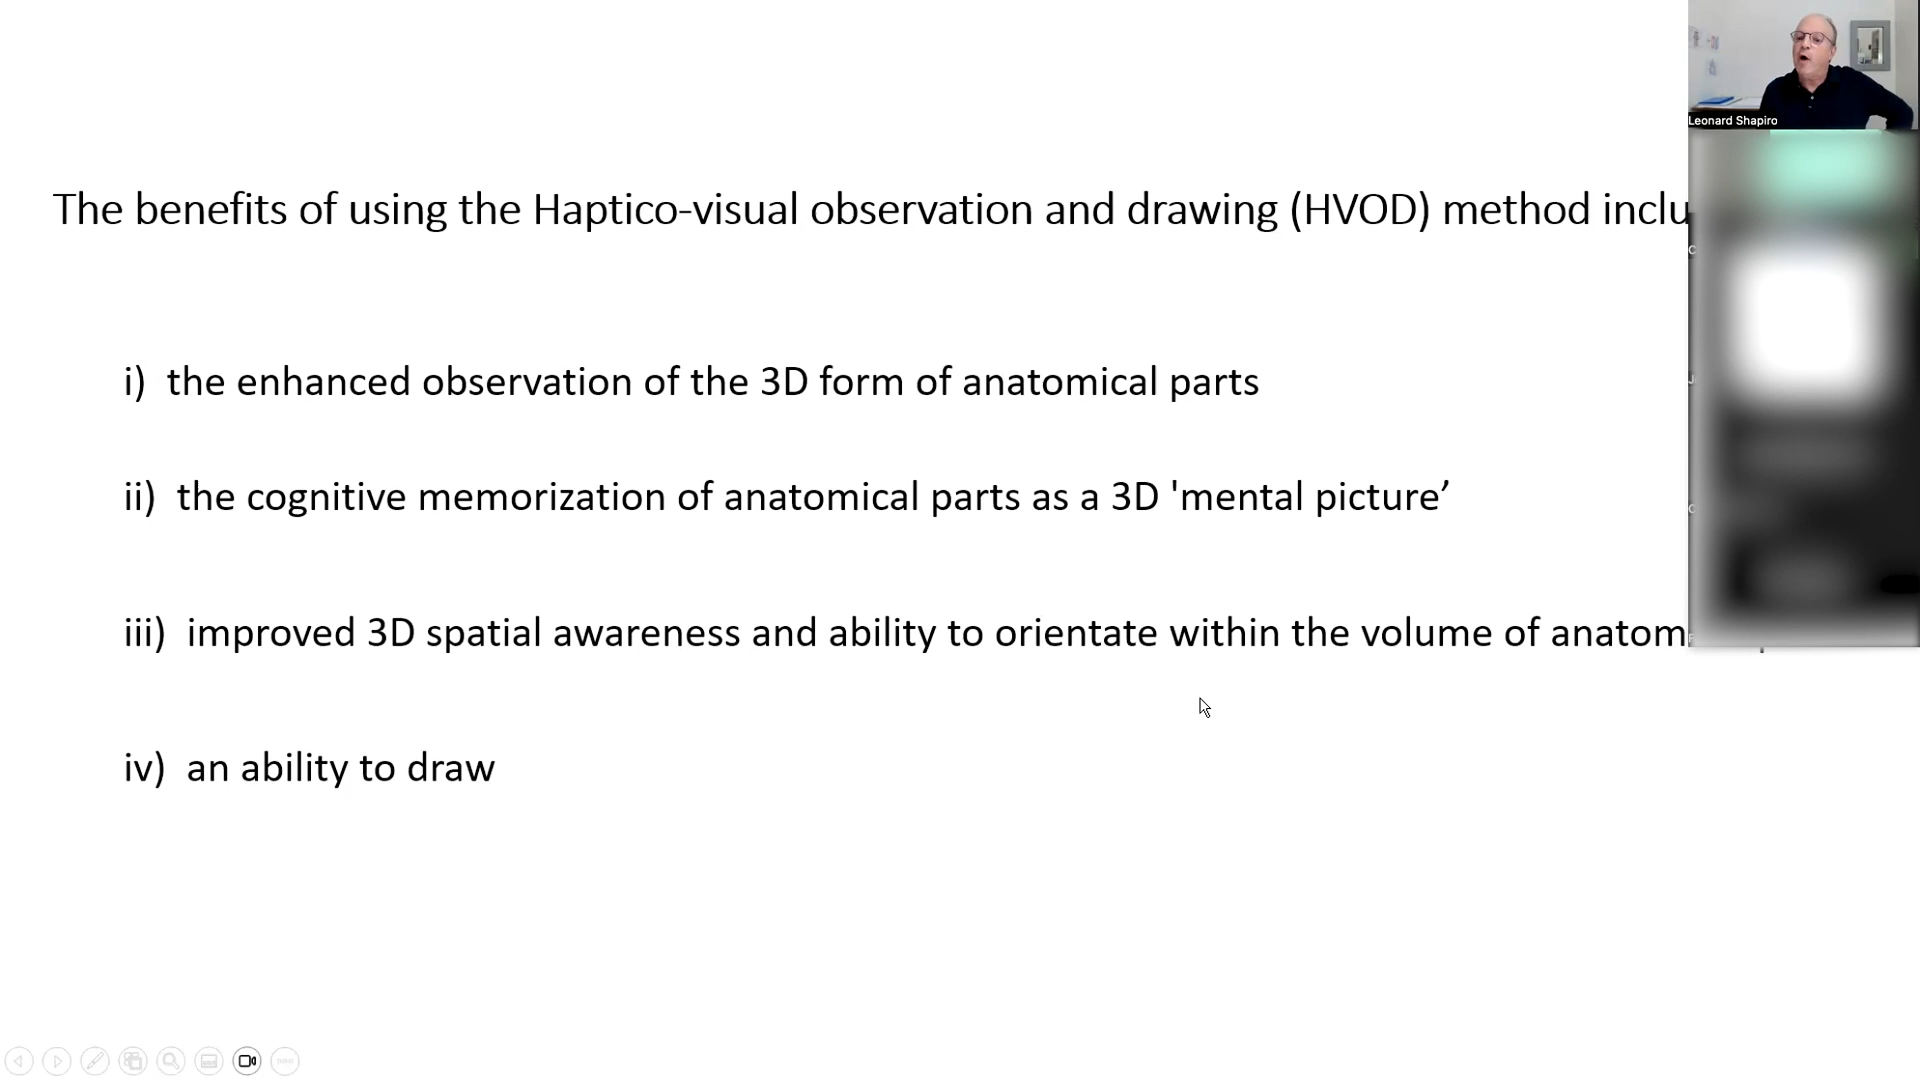 Leonard Shapiro
The benefits of using the Haptico-visual observation and drawing (HVOD) method
i) the enhanced observation of the 3D form of anatomical parts
ii) the cognitive memorization of anatomical parts as a 3D 'mental picture’
iii) improved 3D spatial awareness and ability to orientate within the volume of
iv) an ability to draw